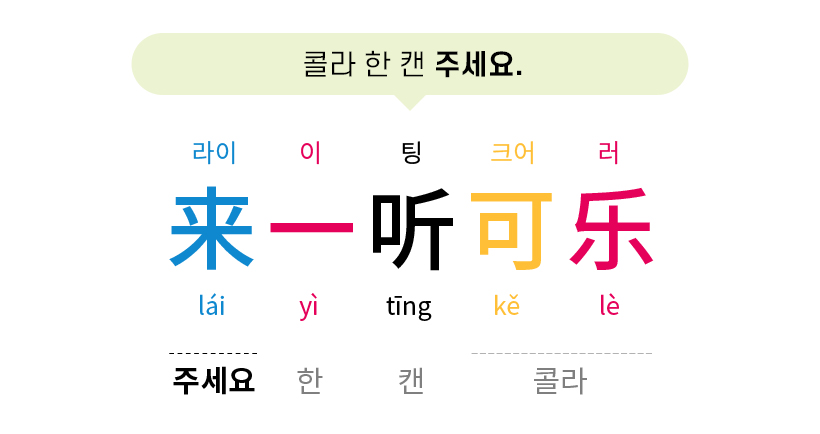 콜라 한 캔 주세요.
라이 이 팅 크어 러
来一听可乐
lái yì tīng kě lè
주세요 한 캔 콜라